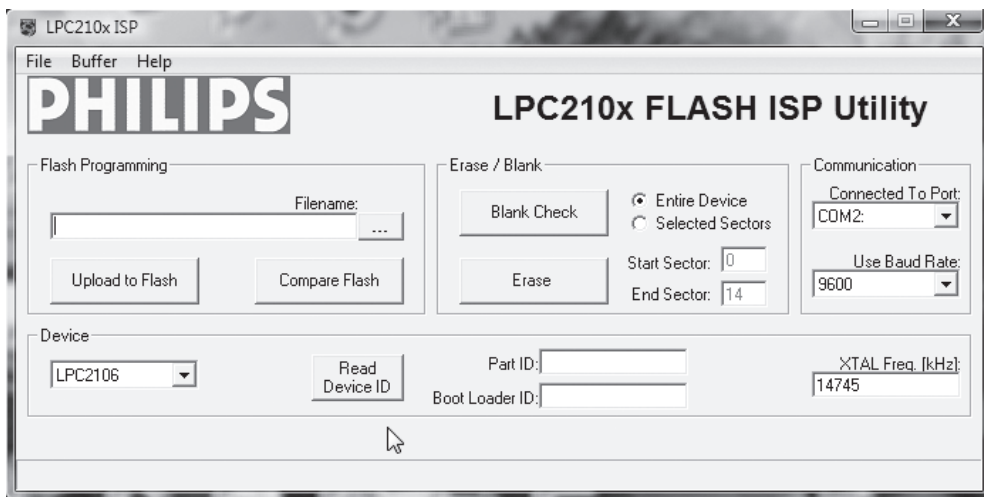 LPC210x ISP
File Buffer Help
PHILIPS
LPC210x FLASH ISP Utility
Flash Programming
Filename:
...
Upload to Flash
Compare Flash
Erase / Blank
Blank Check
Entire Device
Selected Sectors
Erase
Start Sector: 0
End Sector: 14
Communication
Connected To Port:
COM2:
Use Baud Rate:
9600
Device
LPC2106
Read
Device ID
Part ID:
Boot Loader ID:
XTAL Freq. [kHz]:
14745